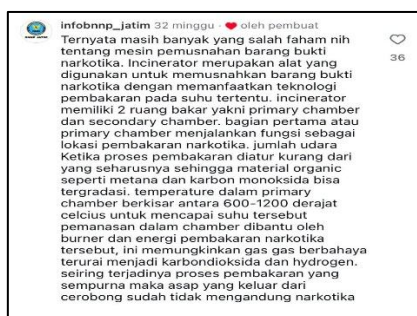 infobnnp_jatim 32 minggu · oleh pembuat
Ternyata masih banyak yang salah faham nih
tentang mesin pemusnahan barang bukti
narkotika. Incinerator merupakan alat yang
digunakan untuk memusnahkan barang bukti
narkotika dengan memanfaatkan teknologi
pembakaran pada suhu tertentu. incinerator
memiliki 2 ruang bakar yakni primary chamber
dan secondary chamber. bagian pertama atau
primary chamber menjalankan fungsi sebagai
lokasi pembakaran narkotika. jumlah udara
Ketika proses pembakaran diatur kurang dari
yang seharusnya sehingga material organic
seperti metana dan karbon monoksida bisa
tergradasi. temperature dalam primary
chamber berkisar antara 600-1200 derajat
celcius untuk mencapai suhu tersebut
pemanasan dalam chamber dibantu oleh
burner dan energi pembakaran narkotika
tersebut, ini memungkinkan gas gas berbahaya
terurai menjadi karbondioksida dan hydrogen.
seiring terjadinya proses pembakaran yang
sempurna maka asap yang keluar dari
cerobong sudah tidak mengandung narkotika
36